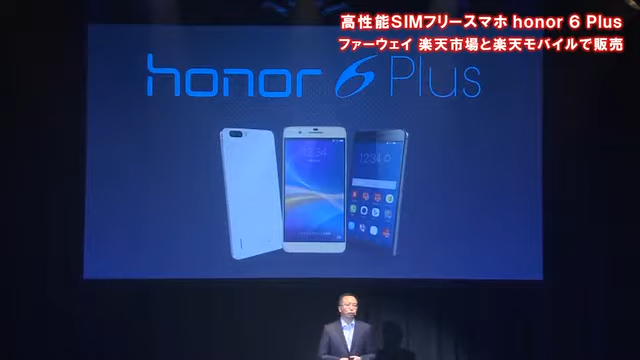 高性能SIMフリースマホ honor 6 Plus
ファーウェイ 楽天市場と楽天モバイルで販売
honor 6 Plus
12:34